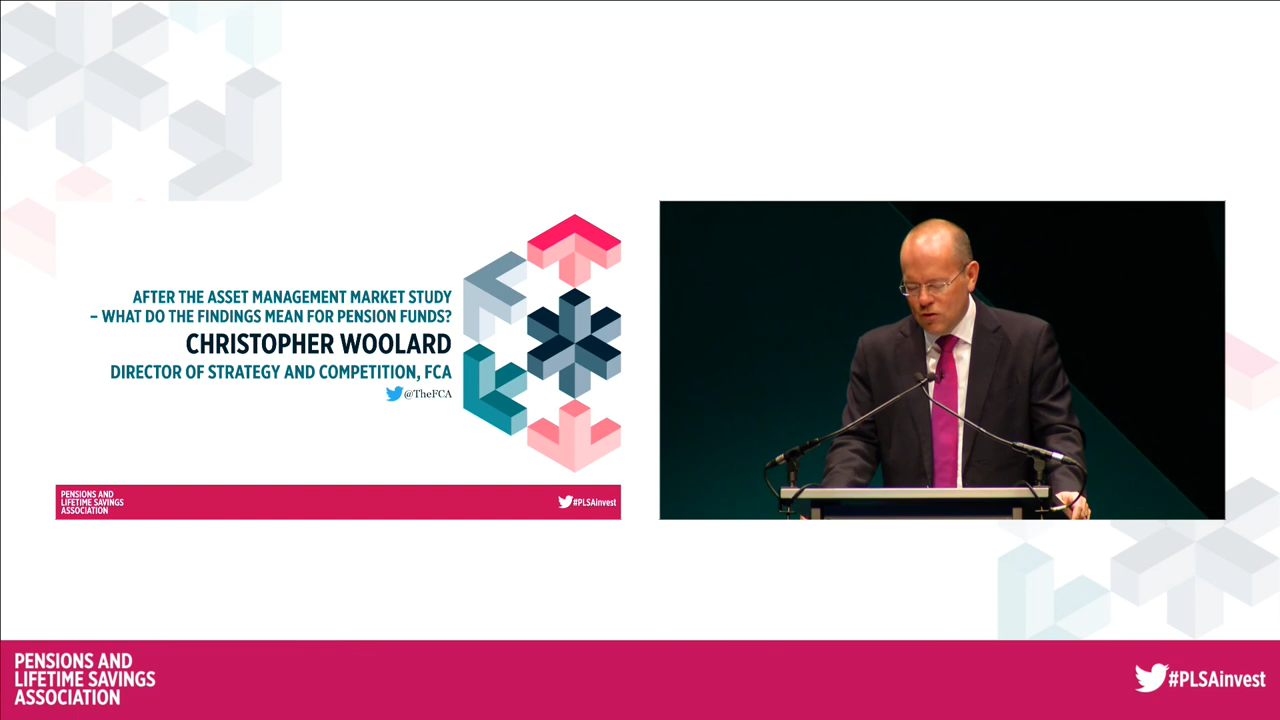 AFTER THE ASSET MANAGEMENT MARKET STUDY
– WHAT DO THE FINDINGS MEAN FOR PENSION FUNDS?
CHRISTOPHER WOOLARD
DIRECTOR OF STRATEGY AND COMPETITION, FCA
@TheFCA
PENSIONS AND
LIFETIME SAVINGS
ASSOCIATION
#PLSAinvest
PENSIONS AND
LIFETIME SAVINGS
ASSOCIATION
#PLSAinvest